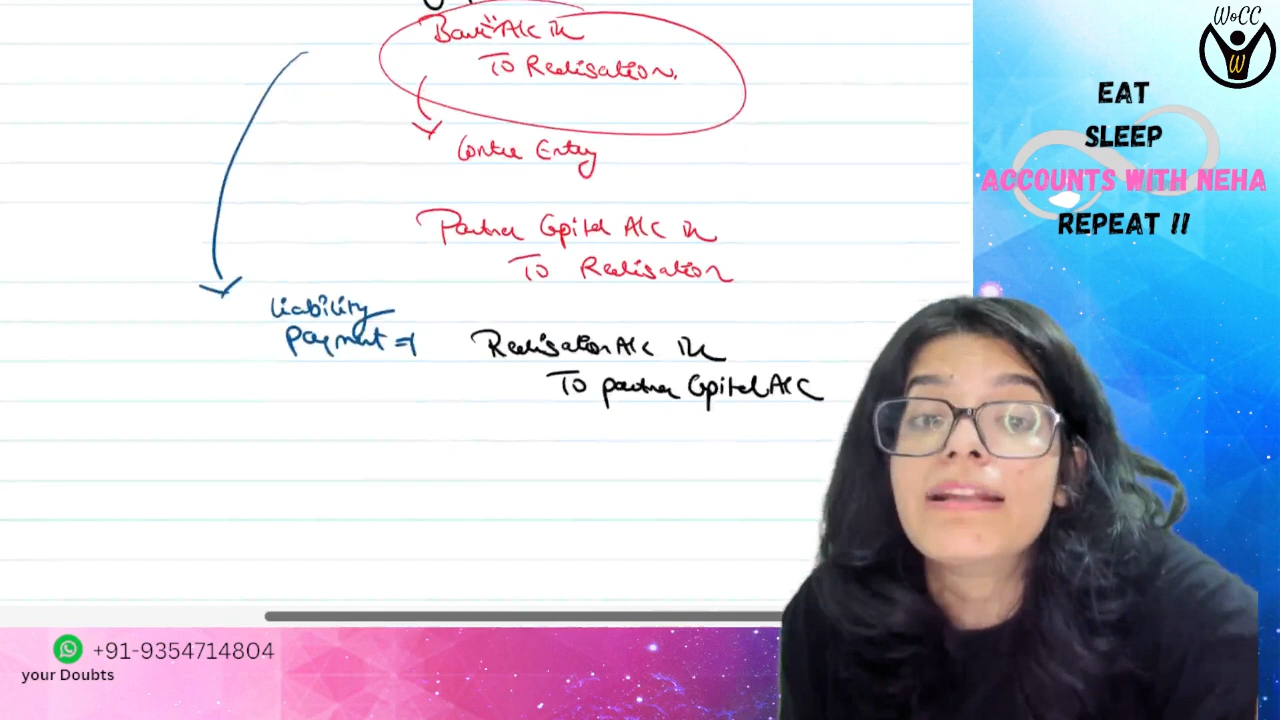 Bank A/c Dr
To Realisation.
Contra Entry
Partner Capital A/c Dr
To Realisation
Liability
Payment ⇒
Realisation A/c Dr
To partner Capital A/c
WoCC
W
EAT
SLEEP
ACCOUNTS WITH NEHA
REPEAT !!
+91-9354714804
your Doubts